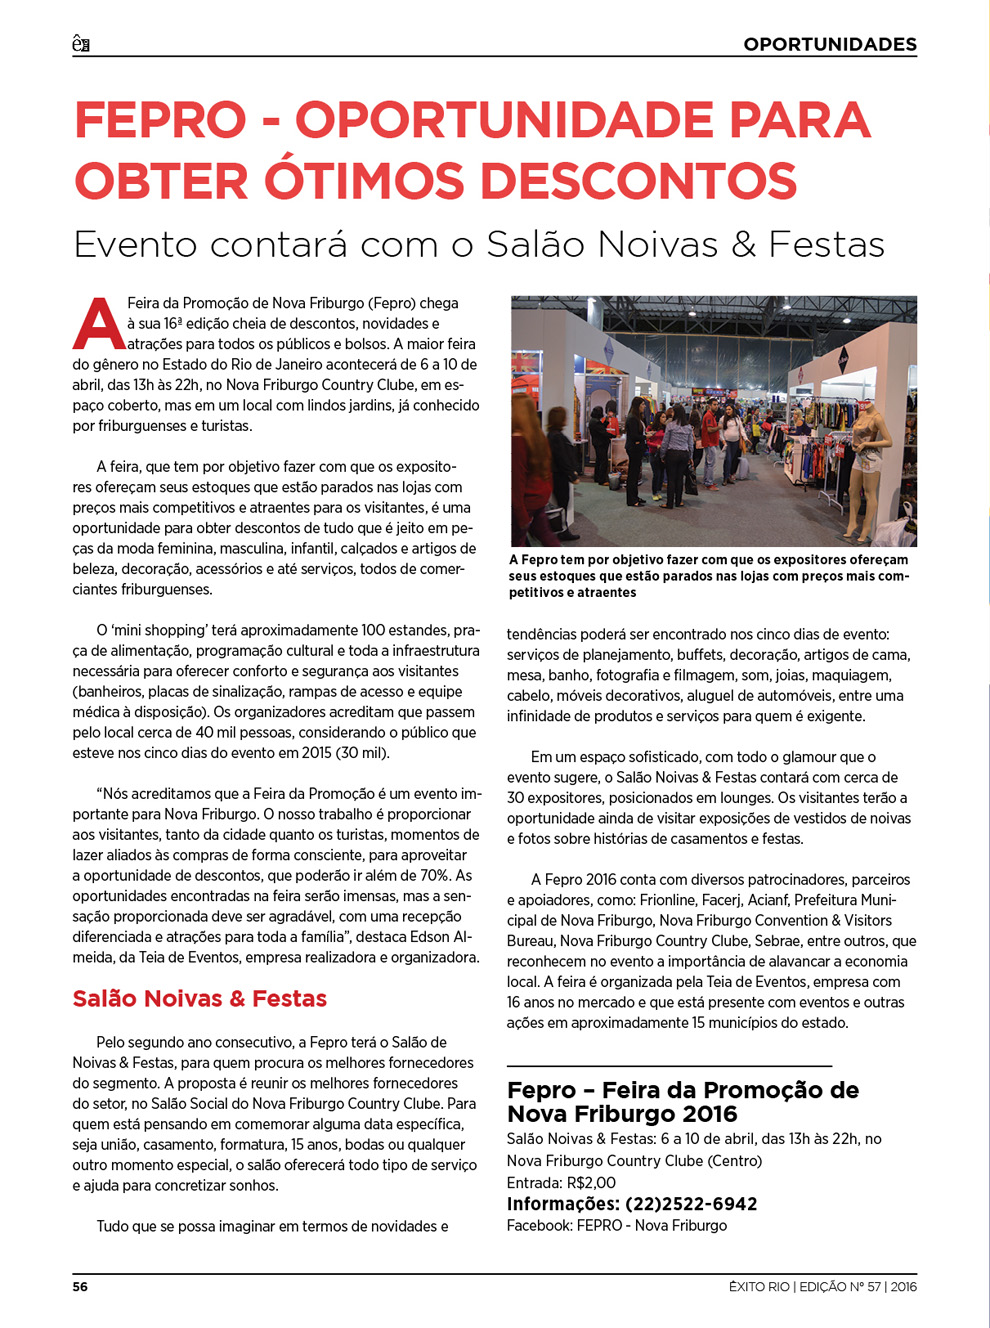 OPORTUNIDADES
FEPRO - OPORTUNIDADE PARA
OBTER ÓTIMOS DESCONTOS
Evento contará com o Salão Noivas & Festas
A Feira da Promoção de Nova Friburgo (Fepro) chega
à sua 16ª edição cheia de descontos, novidades e
atrações para todos os públicos e bolsos. A maior feira
do gênero no Estado do Rio de Janeiro acontecerá de 6 a 10 de
abril, das 13h às 22h, no Nova Friburgo Country Clube, em es-
paço coberto, mas em um local com lindos jardins, já conhecido
por friburguenses e turistas.
A feira, que tem por objetivo fazer com que os exposito-
res ofereçam seus estoques que estão parados nas lojas com
preços mais competitivos e atraentes para os visitantes, é uma
oportunidade para obter descontos de tudo que é jeito em pe-
ças da moda feminina, masculina, infantil, calçados e artigos de
beleza, decoração, acessórios e até serviços, todos de comer-
ciantes friburguenses.
O ‘mini shopping’ terá aproximadamente 100 estandes, pra-
ça de alimentação, programação cultural e toda a infraestrutura
necessária para oferecer conforto e segurança aos visitantes
(banheiros, placas de sinalização, rampas de acesso e equipe
médica à disposição). Os organizadores acreditam que passem
pelo local cerca de 40 mil pessoas, considerando o público que
esteve nos cinco dias do evento em 2015 (30 mil).
“Nós acreditamos que a Feira da Promoção é um evento im-
portante para Nova Friburgo. O nosso trabalho é proporcionar
aos visitantes, tanto da cidade quanto os turistas, momentos de
lazer aliados às compras de forma consciente, para aproveitar
a oportunidade de descontos, que poderão ir além de 70%. As
oportunidades encontradas na feira serão imensas, mas a sen-
sação proporcionada deve ser agradável, com uma recepção
diferenciada e atrações para toda a família”, destaca Edson Al-
meida, da Teia de Eventos, empresa realizadora e organizadora.
Salão Noivas & Festas
Pelo segundo ano consecutivo, a Fepro terá o Salão de
Noivas & Festas, para quem procura os melhores fornecedores
do segmento. A proposta é reunir os melhores fornecedores
do setor, no Salão Social do Nova Friburgo Country Clube. Para
quem está pensando em comemorar alguma data específica,
seja união, casamento, formatura, 15 anos, bodas ou qualquer
outro momento especial, o salão oferecerá todo tipo de serviço
e ajuda para concretizar sonhos.
Tudo que se possa imaginar em termos de novidades e
A Fepro tem por objetivo fazer com que os expositores ofereçam
seus estoques que estão parados nas lojas com preços mais com-
petitivos e atraentes
tendências poderá ser encontrado nos cinco dias de evento:
serviços de planejamento, buffets, decoração, artigos de cama,
mesa, banho, fotografia e filmagem, som, joias, maquiagem,
cabelo, móveis decorativos, aluguel de automóveis, entre uma
infinidade de produtos e serviços para quem é exigente.
Em um espaço sofisticado, com todo o glamour que o
evento sugere, o Salão Noivas & Festas contará com cerca de
30 expositores, posicionados em lounges. Os visitantes terão a
oportunidade ainda de visitar exposições de vestidos de noivas
e fotos sobre histórias de casamentos e festas.
A Fepro 2016 conta com diversos patrocinadores, parceiros
e apoiadores, como: Frionline, Facerj, Acianf, Prefeitura Muni-
cipal de Nova Friburgo, Nova Friburgo Convention & Visitors
Bureau, Nova Friburgo Country Clube, Sebrae, entre outros, que
reconhecem no evento a importância de alavancar a economia
local. A feira é organizada pela Teia de Eventos, empresa com
16 anos no mercado e que está presente com eventos e outras
ações em aproximadamente 15 municípios do estado.
Fepro – Feira da Promoção de
Nova Friburgo 2016
Salão Noivas & Festas: 6 a 10 de abril, das 13h às 22h, no
Nova Friburgo Country Clube (Centro)
Entrada: R$2,00
Informações: (22)2522-6942
Facebook: FEPRO - Nova Friburgo
56
ÊXITO RIO | EDIÇÃO Nº 57 | 2016